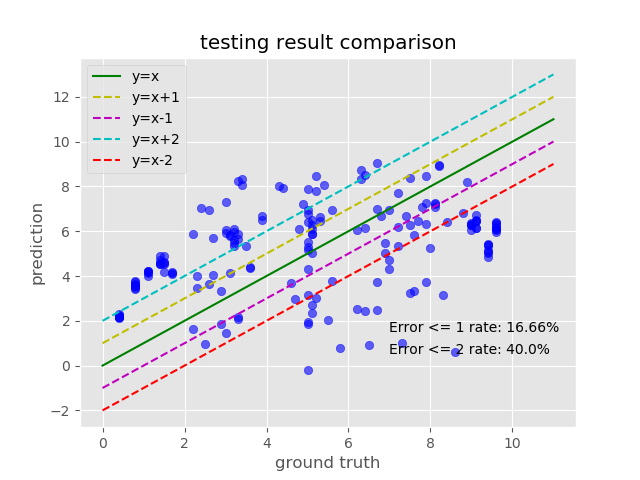 testing result comparison
y=x
y=x+1
y=x-1
y=x+2
y=x-2
12
10
8
6
4
2
0
−2
prediction
Error <= 1 rate: 16.66%
Error <= 2 rate: 40.0%
0
2
4
6
8
10
ground truth